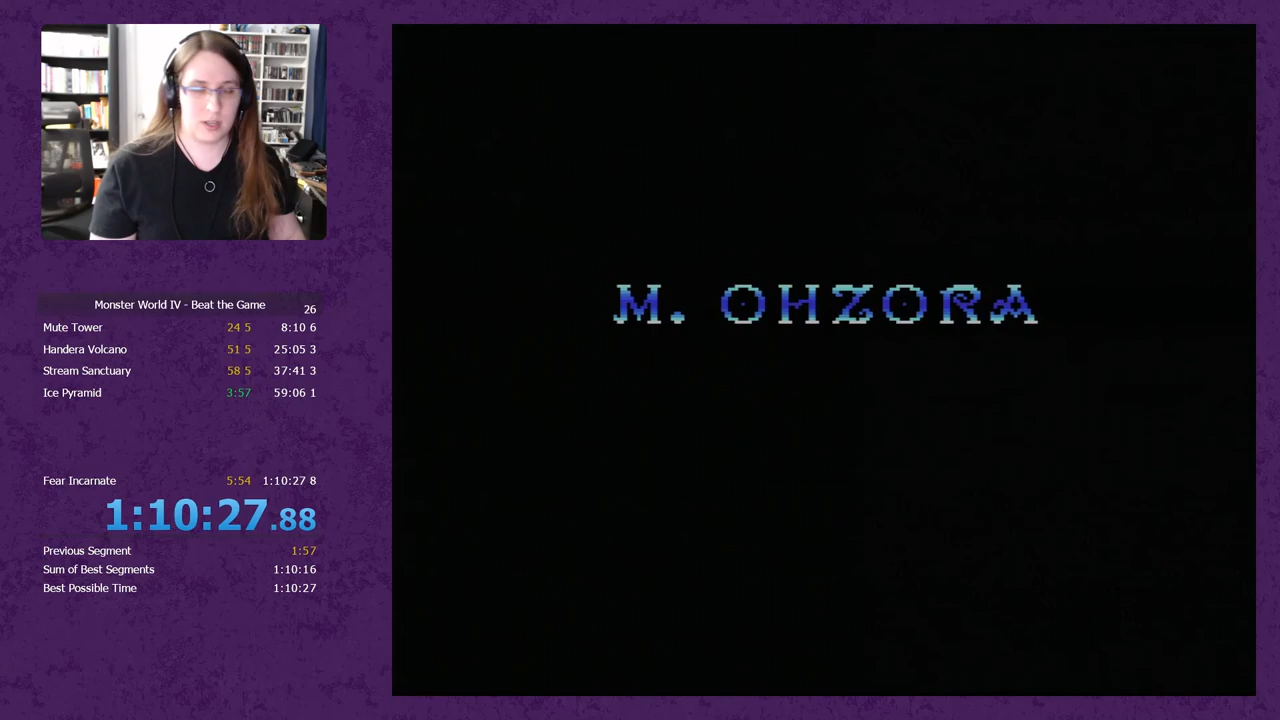 M. OHZORA
Monster World IV - Beat the Game
26
Mute Tower 24 5 8:10 6
Handera Volcano 51 5 25:05 3
Stream Sanctuary 58 5 37:41 3
Ice Pyramid 3:57 59:06 1
Fear Incarnate 5:54 1:10:27 8
1:10:27.88
Previous Segment 1:57
Sum of Best Segments 1:10:16
Best Possible Time 1:10:27